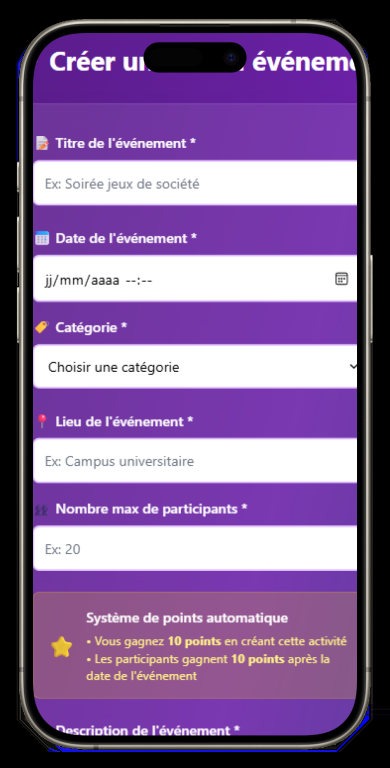 Créer un événeme
Titre de l'événement *
Ex: Soirée jeux de société
Date de l'événement *
jj/mm/aaaa --:--
Catégorie *
Choisir une catégorie
Lieu de l'événement *
Ex: Campus universitaire
Nombre max de participants *
Ex: 20
Système de points automatique
• Vous gagnez 10 points en créant cette activité
• Les participants gagnent 10 points après la
date de l'événement
Description de l'événement *